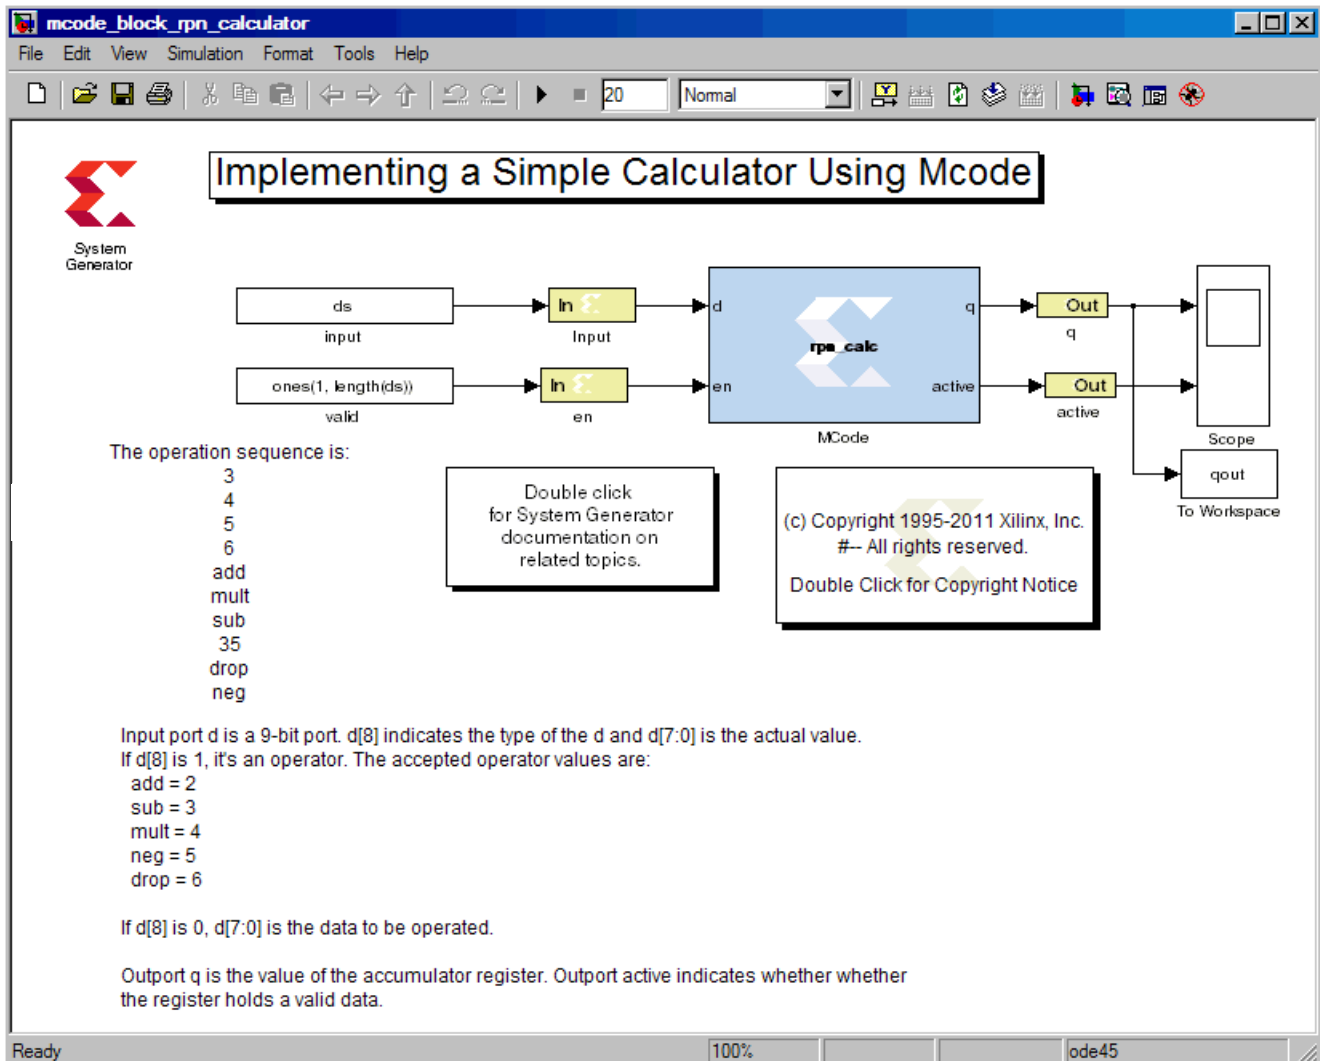 mcode_block_rpn_calculator
File Edit View Simulation Format Tools Help
20 Normal
Implementing a Simple Calculator Using Mcode
System
Generator
ds
input
In
Input
d
q
Out
q
rpn_calc
ones(1, length(ds))
valid
In
en
en
active
Out
active
MCode
Scope
qout
To Workspace
The operation sequence is:
3
4
5
6
add
mult
sub
35
drop
neg
Double click
for System Generator
documentation on
related topics.
(c) Copyright 1995-2011 Xilinx, Inc.
#-- All rights reserved.
Double Click for Copyright Notice
Input port d is a 9-bit port. d[8] indicates the type of the d and d[7:0] is the actual value.
If d[8] is 1, it's an operator. The accepted operator values are:
add = 2
sub = 3
mult = 4
neg = 5
drop = 6
If d[8] is 0, d[7:0] is the data to be operated.
Outport q is the value of the accumulator register. Outport active indicates whether whether
the register holds a valid data.
Ready 100% ode45